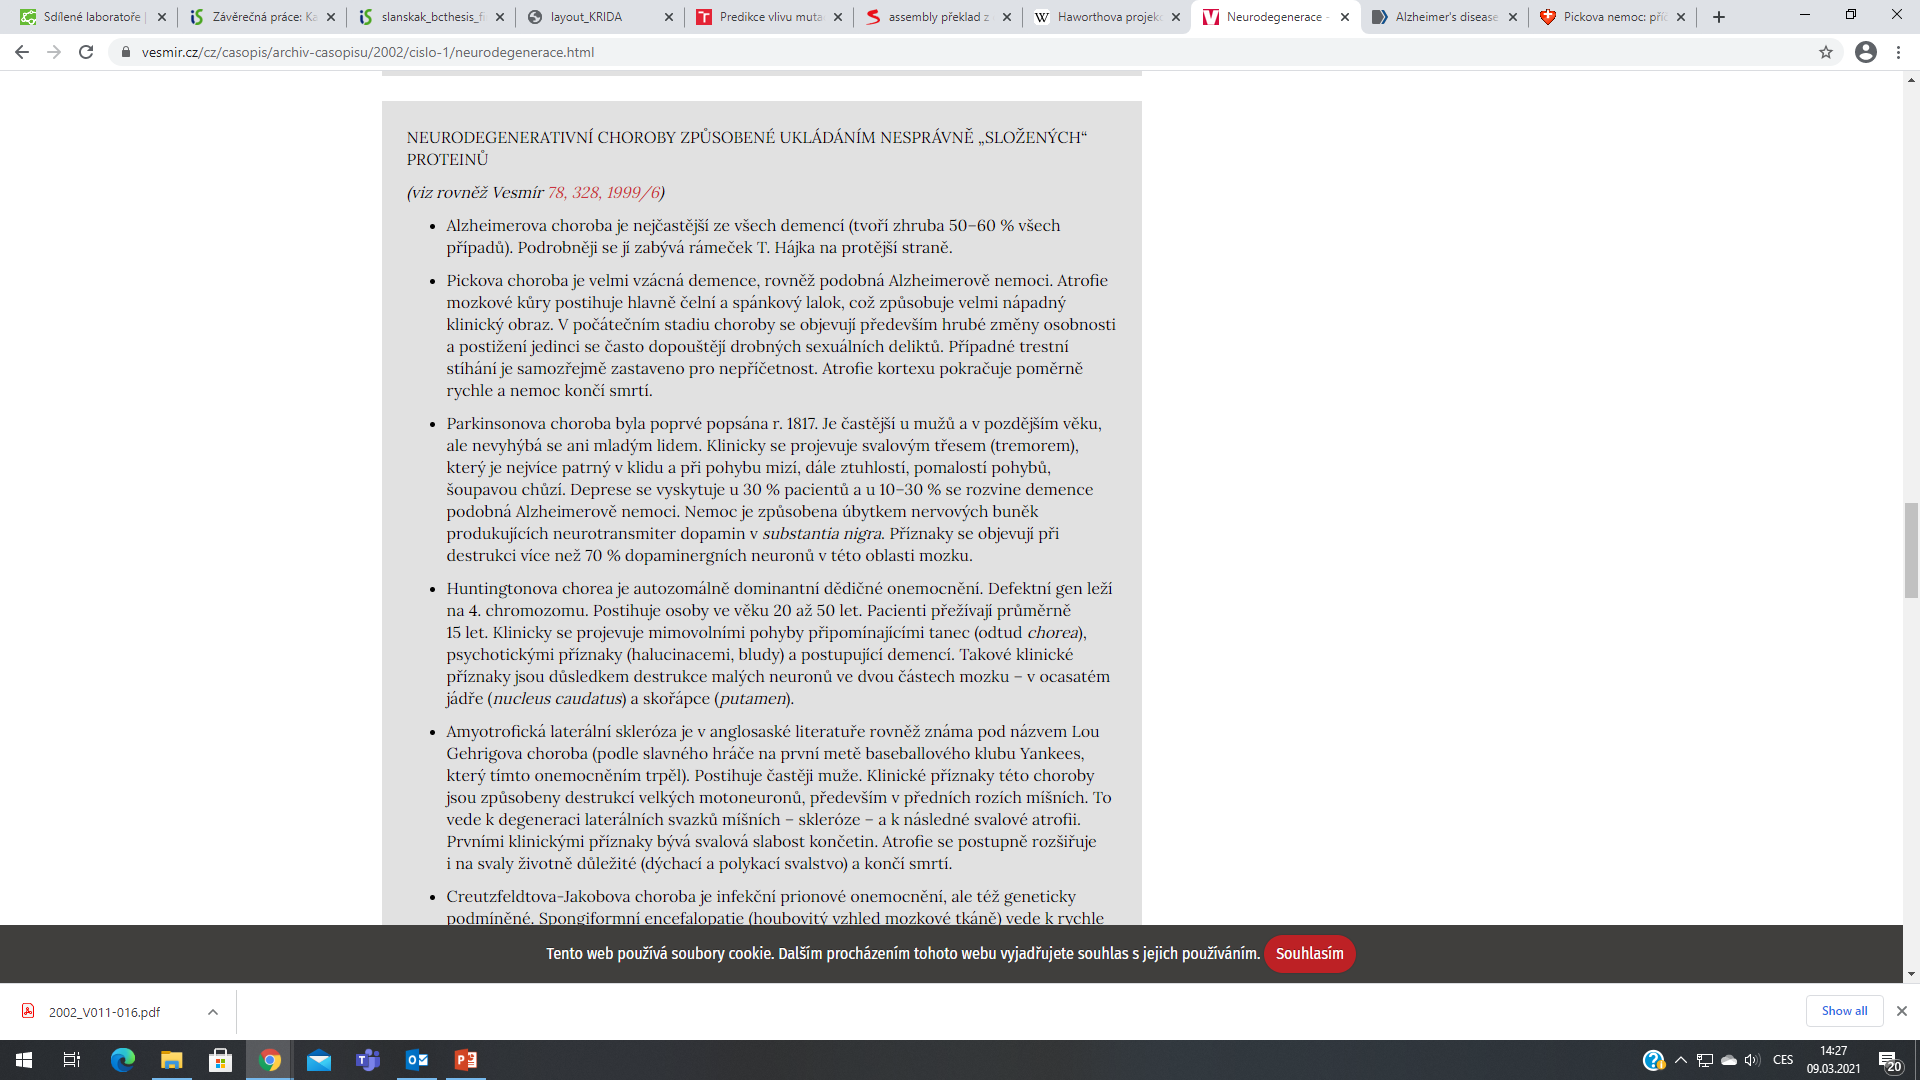 Sdílené laboratoře |
Závěrečná práce: Ka
slanskak_bcthesis_fi
layout_KRIDA
Predikce vlivu muta
assembly překlad z
Haworthova projek
Neurodegenerace -
Alzheimer's disease
Pickova nemoc: příč
vesmir.cz/cz/casopis/archiv-casopisu/2002/cislo-1/neurodegenerace.html
NEURODEGENERATIVNÍ CHOROBY ZPŮSOBENÉ UKLÁDÁNÍM NESPRÁVNĚ „SLOŽENÝCH“
PROTEINŮ
(viz rovněž Vesmír 78, 328, 1999/6)
• Alzheimerova choroba je nejčastější ze všech demencí (tvoří zhruba 50–60 % všech
případů). Podrobněji se jí zabývá rámeček T. Hájka na protější straně.
• Pickova choroba je velmi vzácná demence, rovněž podobná Alzheimerově nemoci. Atrofie
mozkové kůry postihuje hlavně čelní a spánkový lalok, což způsobuje velmi nápadný
klinický obraz. V počátečním stadiu choroby se objevují především hrubé změny osobnosti
a postižení jedinci se často dopouštějí drobných sexuálních deliktů. Případné trestní
stíhání je samozřejmě zastaveno pro nepříčetnost. Atrofie kortexu pokračuje poměrně
rychle a nemoc končí smrtí.
• Parkinsonova choroba byla poprvé popsána r. 1817. Je častější u mužů a v pozdějším věku,
ale nevyhýbá se ani mladým lidem. Klinicky se projevuje svalovým třesem (tremorem),
který je nejvíce patrný v klidu a při pohybu mizí, dále ztuhlostí, pomalostí pohybů,
šoupavou chůzí. Deprese se vyskytuje u 30 % pacientů a u 10–30 % se rozvine demence
podobná Alzheimerově nemoci. Nemoc je způsobena úbytkem nervových buněk
produkujících neurotransmiter dopamin v substantia nigra. Příznaky se objevují při
destrukci více než 70 % dopaminergních neuronů v této oblasti mozku.
• Huntingtonova chorea je autozomálně dominantní dědičné onemocnění. Defektní gen leží
na 4. chromozomu. Postihuje osoby ve věku 20 až 50 let. Pacienti přežívají průměrně
15 let. Klinicky se projevuje mimovolními pohyby připomínajícími tanec (odtud chorea),
psychotickými příznaky (halucinacemi, bludy) a postupující demencí. Takové klinické
příznaky jsou důsledkem destrukce malých neuronů ve dvou částech mozku – v ocasatém
jádře (nucleus caudatus) a skořápce (putamen).
• Amyotrofická laterální skleróza je v anglosaské literatuře rovněž známa pod názvem Lou
Gehrigova choroba (podle slavného hráče na první metě baseballového klubu Yankees,
který tímto onemocněním trpěl). Postihuje častěji muže. Klinické příznaky této choroby
jsou způsobeny destrukcí velkých motoneuronů, především v předních rozích míšních. To
vede k degeneraci laterálních svazků míšních – skleróze – a k následné svalové atrofii.
Prvními klinickými příznaky bývá svalová slabost končetin. Atrofie se postupně rozšiřuje
i na svaly životně důležité (dýchací a polykací svalstvo) a končí smrtí.
• Creutzfeldtova-Jakobova choroba je infekční prionové onemocnění, ale též geneticky
podmíněné. Spongiformní encefalopatie (houbovitý vzhled mozkové tkáně) vede k rychle
Tento web používá soubory cookie. Dalším procházením tohoto webu vyjadřujete souhlas s jejich používáním. Souhlasím
2002_V011-016.pdf
Show all
CES
14:27
09.03.2021
20